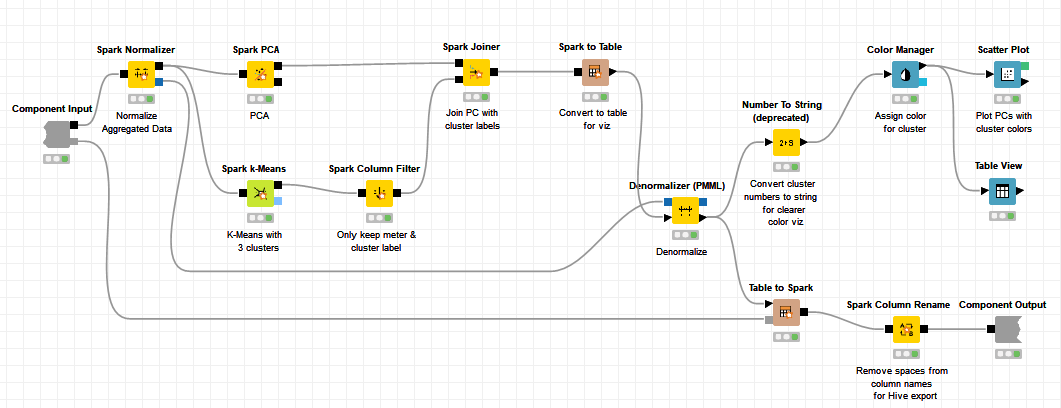 Component Input
Spark Normalizer
Normalize
Aggregated Data
Spark PCA
PCA
Spark k-Means
K-Means with
3 clusters
Spark Column Filter
Only keep meter &
cluster label
Spark Joiner
Join PC with
cluster labels
Spark to Table
Convert to table
for viz
Denormalizer (PMML)
Denormalize
Number To String
(deprecated)
2▸S
Convert cluster
numbers to string
for clearer
color viz
Color Manager
Assign color
for cluster
Scatter Plot
Plot PCs with
cluster colors
Table View
Table to Spark
Spark Column Rename
Remove spaces from
column names
for Hive export
Component Output